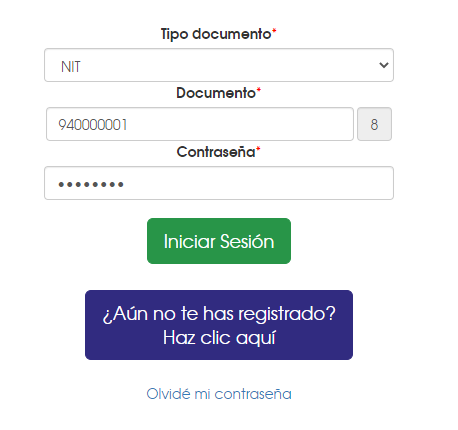 Tipo documento*
NIT
Documento*
940000001 8
Contraseña*
••••••••
Iniciar Sesión
¿Aún no te has registrado?
Haz clic aquí
Olvidé mi contraseña